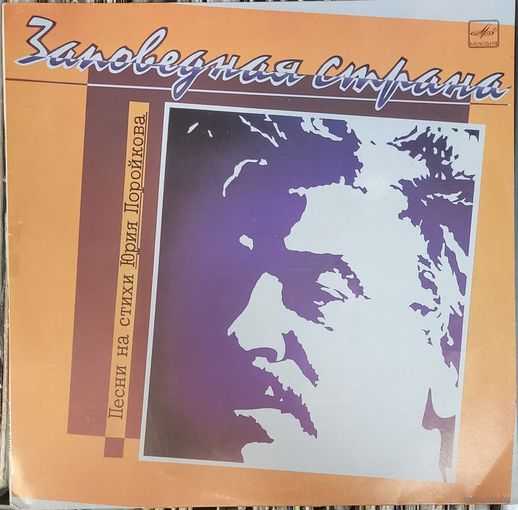 Заповедная страна
МЕЛОДИЯ
Песни на стихи Юрия Поройкова